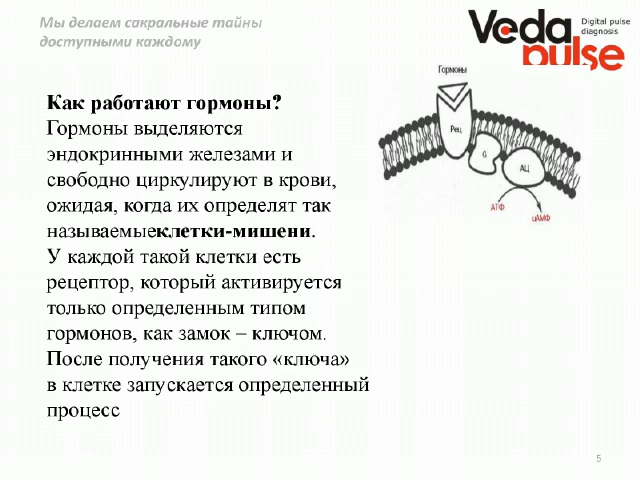 Мы делаем сакральные тайны
доступными каждому
Veda
pulse
Digital pulse
diagnosis
Как работают гормоны?
Гормоны выделяются
эндокринными железами и
свободно циркулируют в крови,
ожидая, когда их определят так
называемыеклетки-мишени.
У каждой такой клетки есть
рецептор, который активируется
только определенным типом
гормонов, как замок – ключом.
После получения такого «ключа»
в клетке запускается определенный
процесс
Гормоны
Рец
G
АЦ
АТФ
цАМФ
5